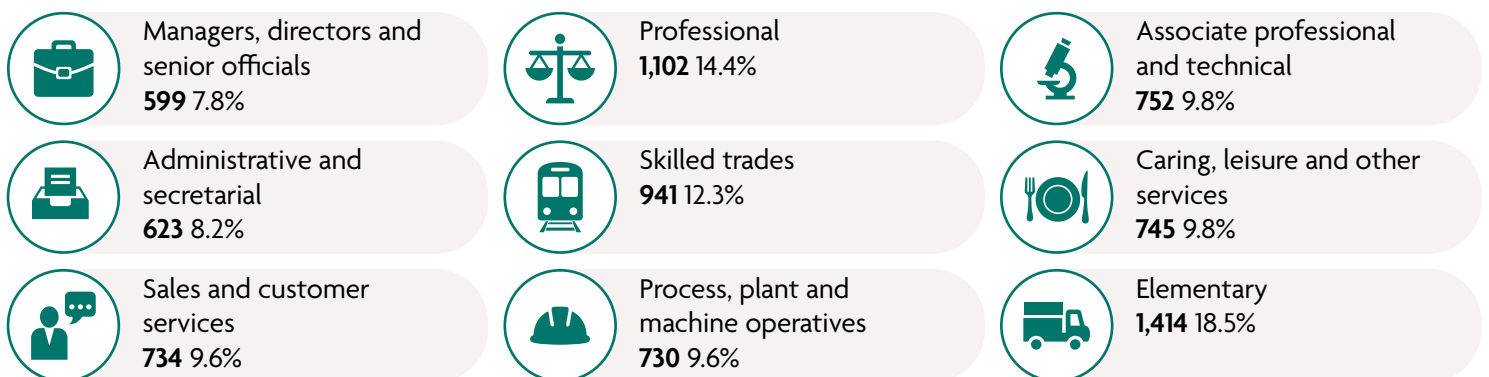 Managers, directors and
senior officials
599 7.8%
Professional
1,102 14.4%
Associate professional
and technical
752 9.8%
Administrative and
secretarial
623 8.2%
Skilled trades
941 12.3%
Caring, leisure and other
services
745 9.8%
Sales and customer
services
734 9.6%
Process, plant and
machine operatives
730 9.6%
Elementary
1,414 18.5%